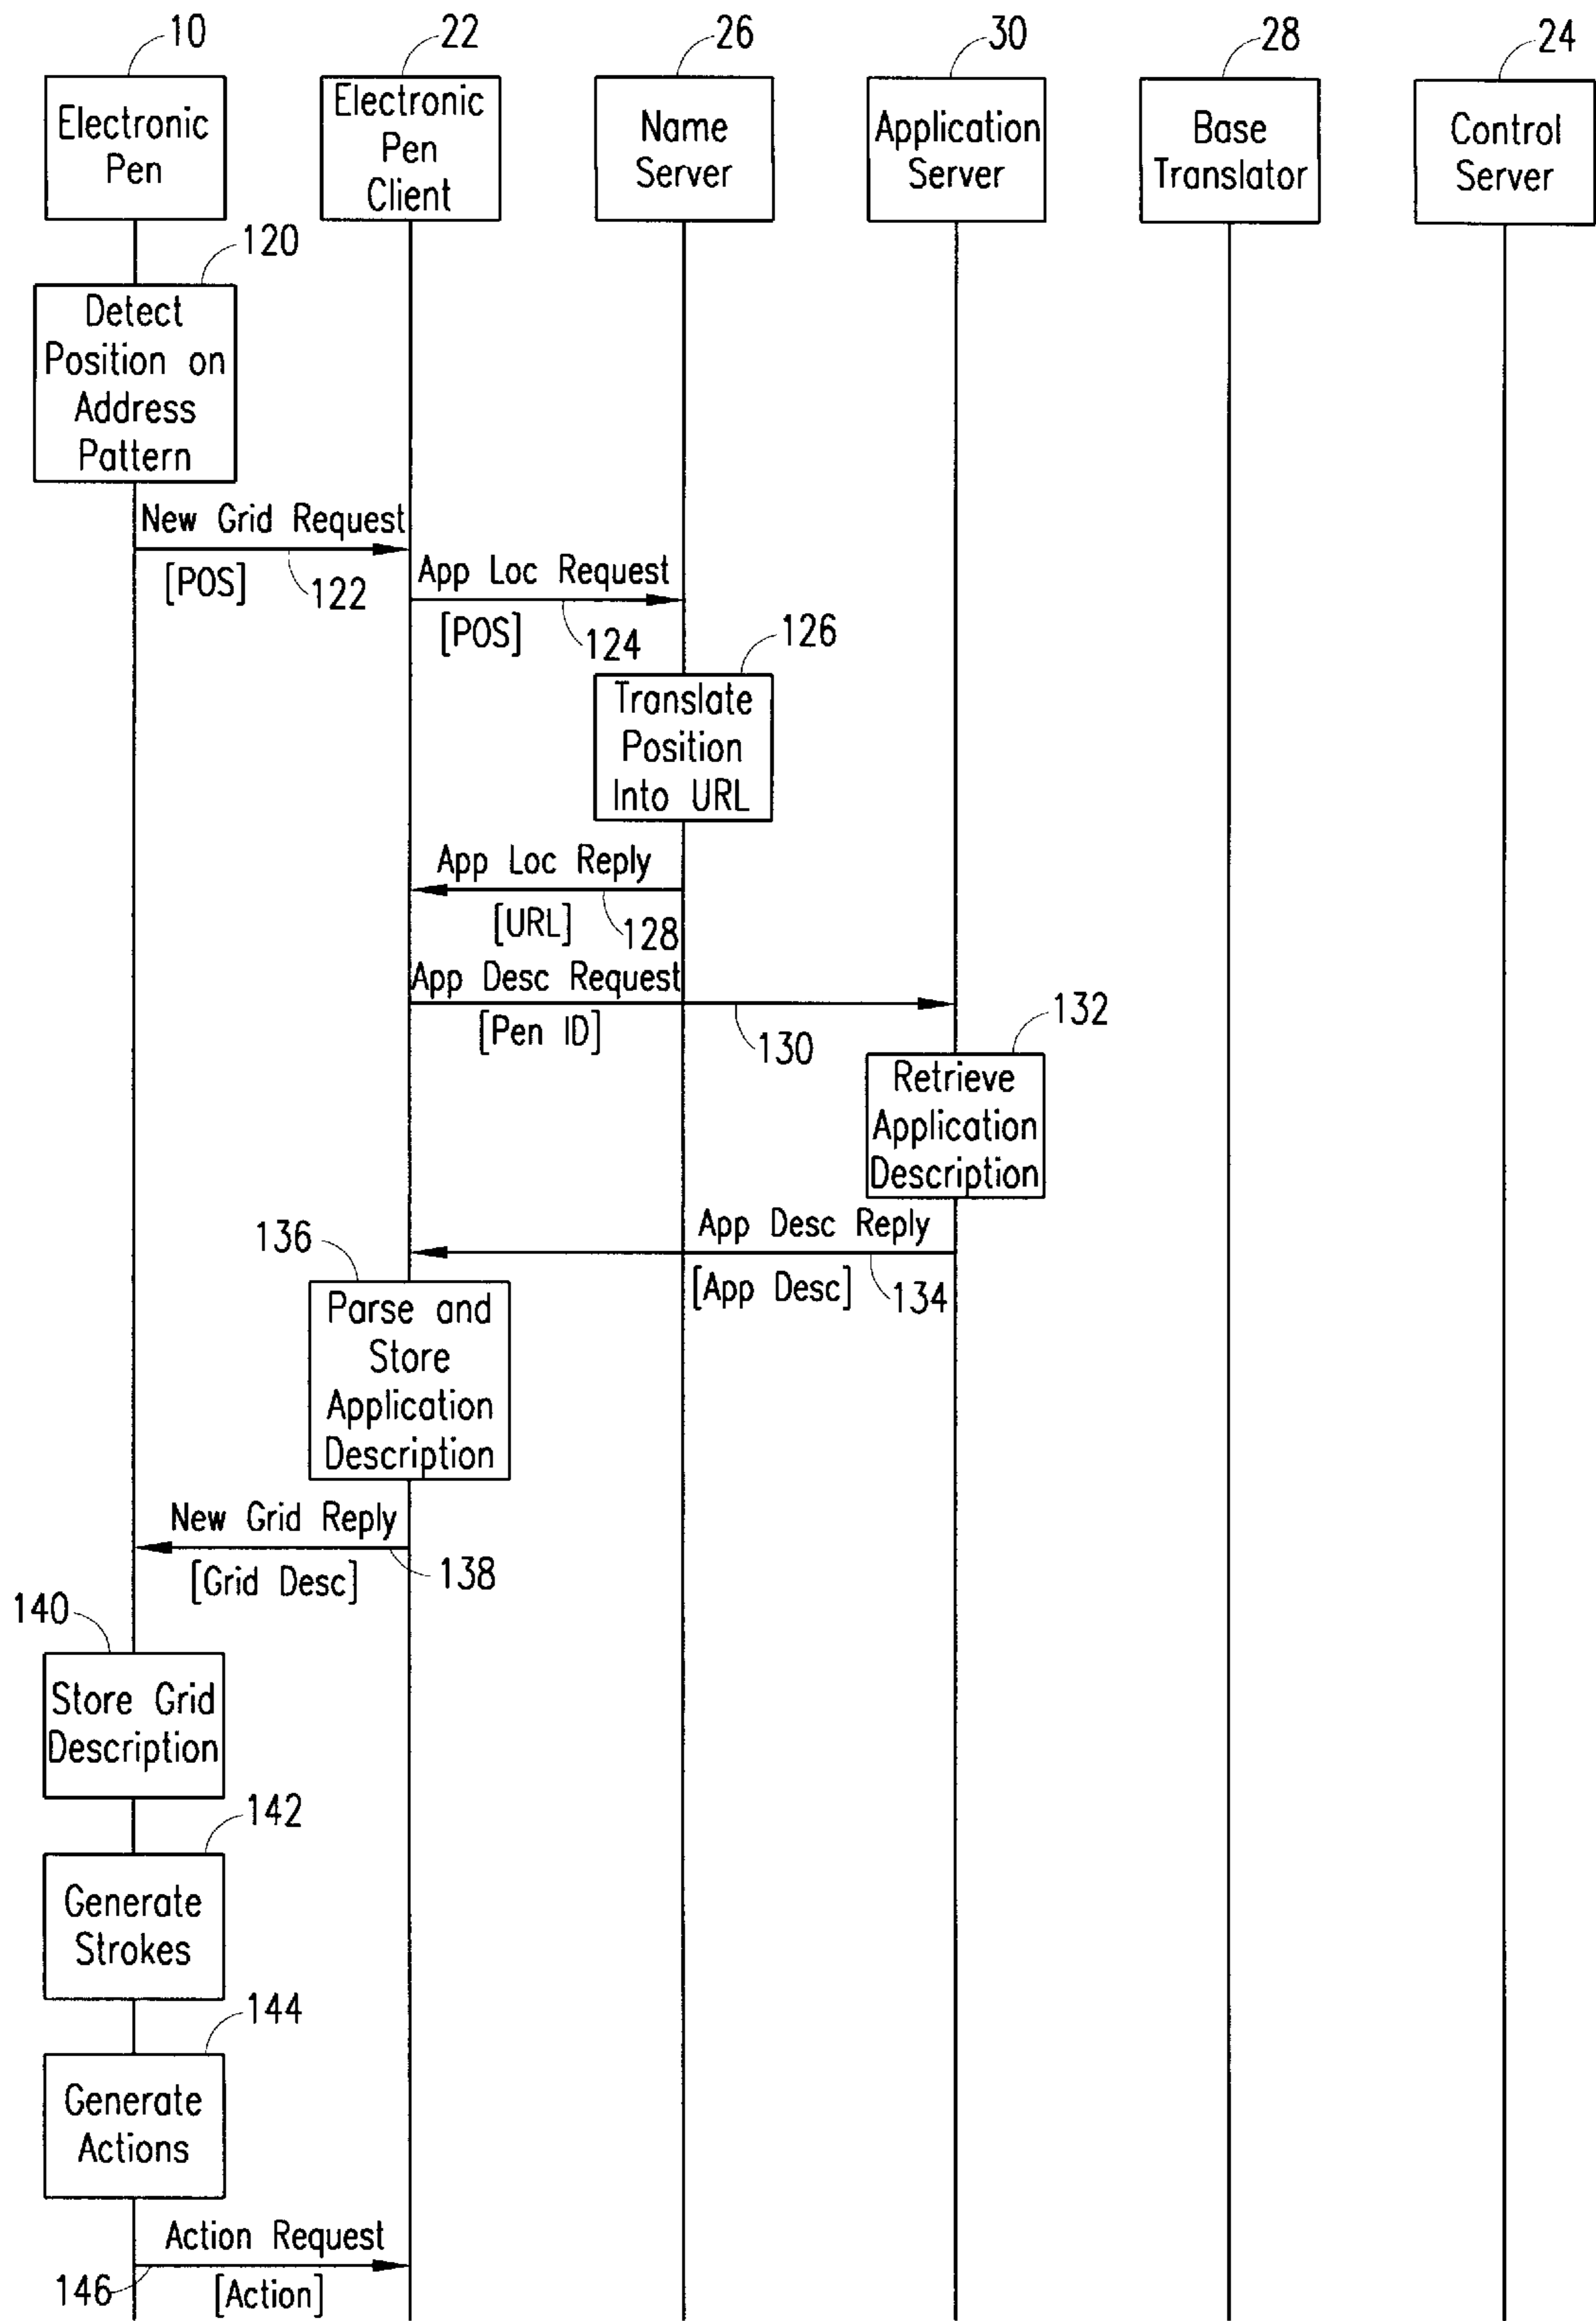 10
22
26
30
28
24
Electronic
Pen
Electronic
Pen
Client
Name
Server
Application
Server
Base
Translator
Control
Server
120
Detect
Position on
Address
Pattern
New Grid Request
[POS]
122
App Loc Request
[POS]
124
126
Translate
Position
Into URL
App Loc Reply
[URL]
128
App Desc Request
[Pen ID]
130
132
Retrieve
Application
Description
App Desc Reply
[App Desc]
134
136
Parse and
Store
Application
Description
New Grid Reply
[Grid Desc]
138
140
Store Grid
Description
142
Generate
Strokes
144
Generate
Actions
Action Request
146
[Action]